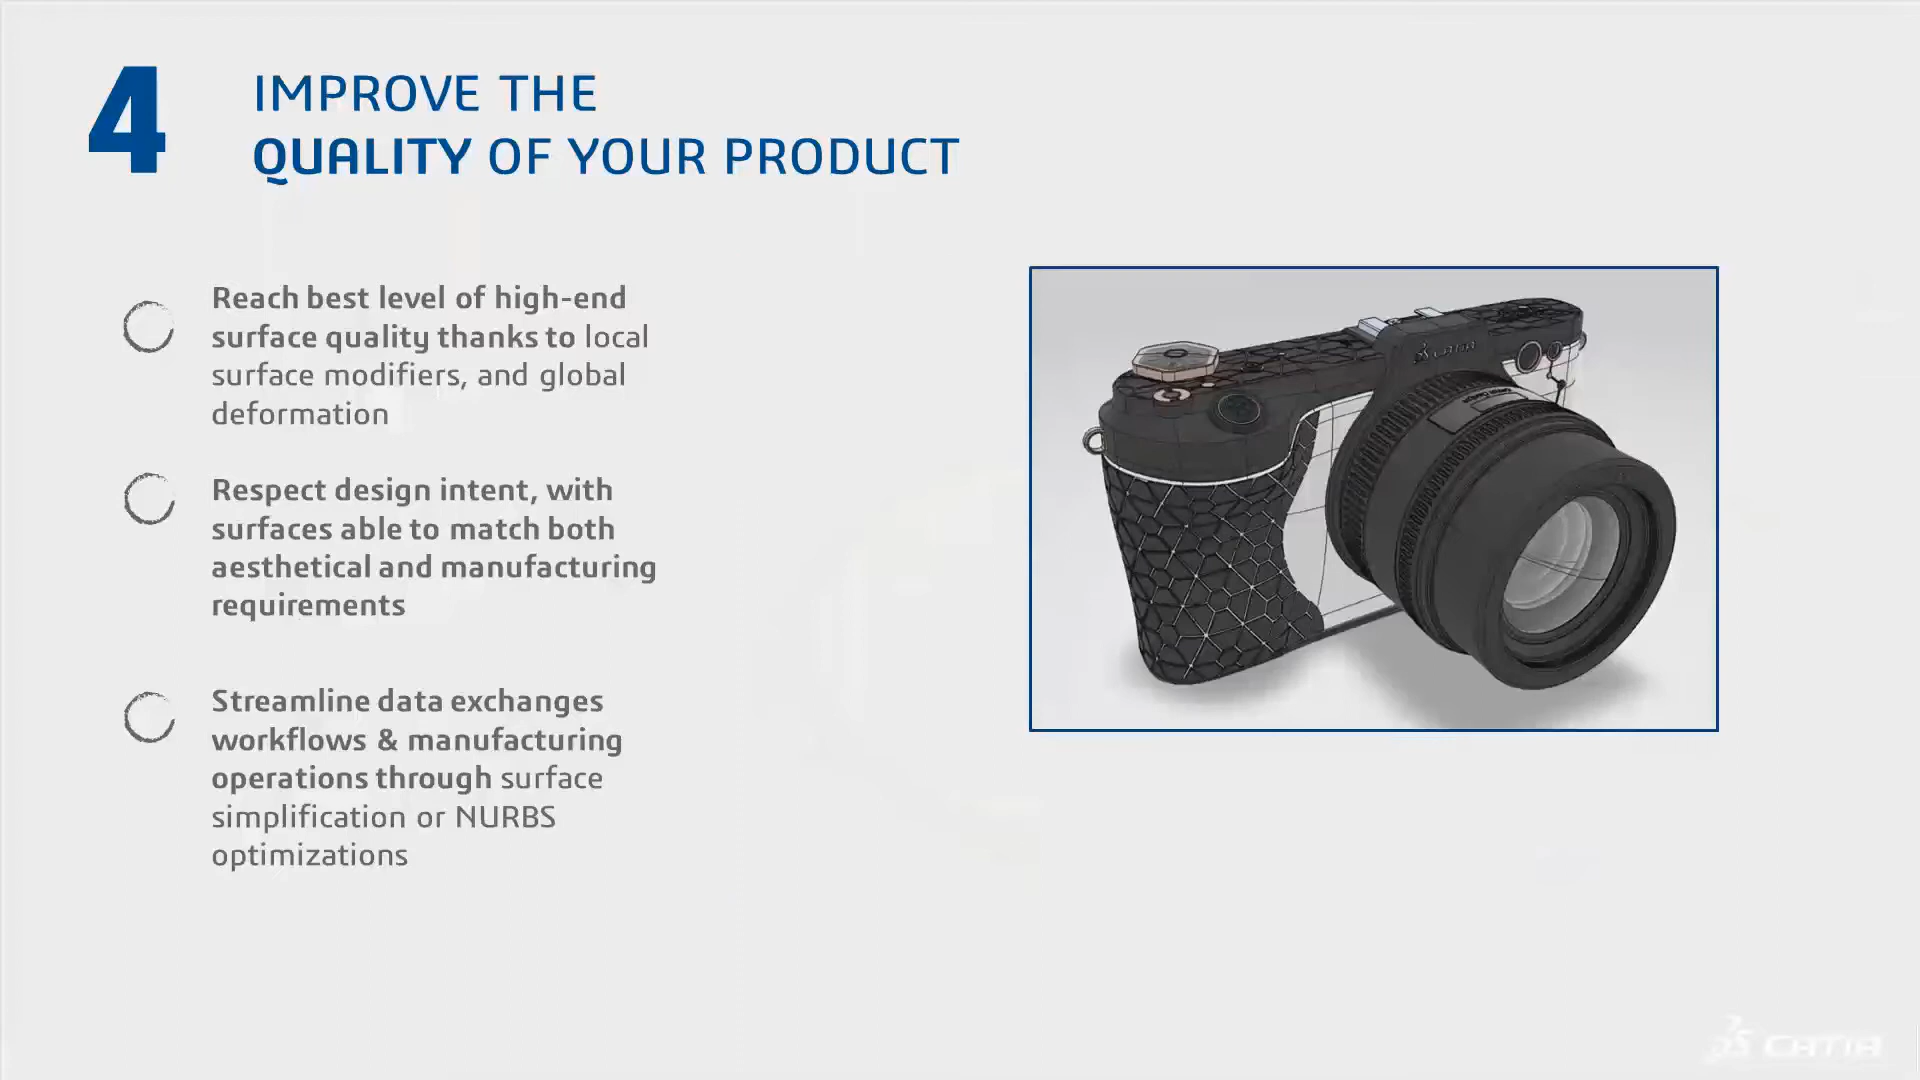 4
IMPROVE THE
QUALITY OF YOUR PRODUCT
Reach best level of high-end
surface quality thanks to local
surface modifiers, and global
deformation
Respect design intent, with
surfaces able to match both
aesthetical and manufacturing
requirements
Streamline data exchanges
workflows & manufacturing
operations through surface
simplification or NURBS
optimizations
CATIA
CATIA